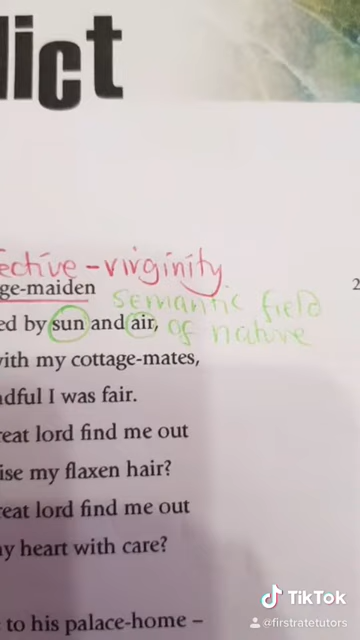 lict
ective - virginity
ge-maiden
2
semantic field
ed by sun and air,
of nature
with my cottage-mates,
dful I was fair.
reat lord find me out
ise my flaxen hair?
reat lord find me out
y heart with care?
to his palace-home –
TikTok
@firstratetutors